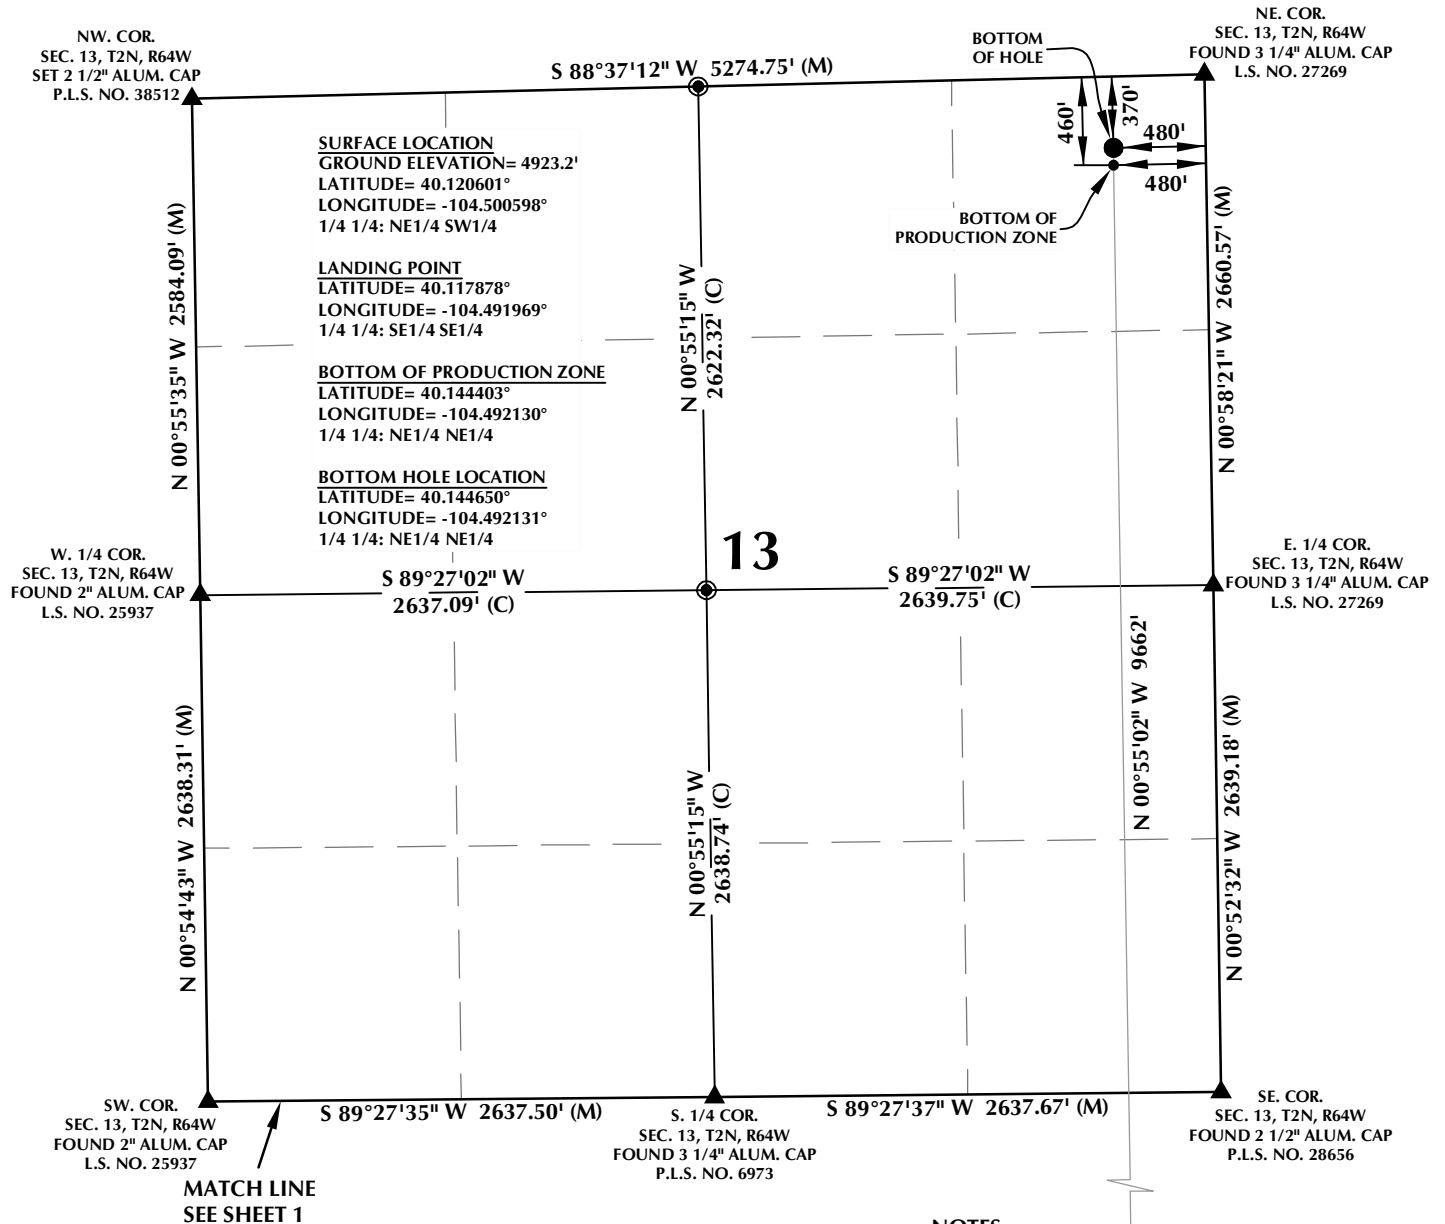 NW. COR.
SEC. 13, T2N, R64W
SET 2 1/2" ALUM. CAP
P.L.S. NO. 38512
S 88°37'12" W  5274.75' (M)
BOTTOM
OF HOLE
NE. COR.
SEC. 13, T2N, R64W
FOUND 3 1/4" ALUM. CAP
L.S. NO. 27269
460'
370'
480'
480'
BOTTOM OF
PRODUCTION ZONE
SURFACE LOCATION
GROUND ELEVATION= 4923.2'
LATITUDE= 40.120601°
LONGITUDE= -104.500598°
1/4 1/4: NE1/4 SW1/4
LANDING POINT
LATITUDE= 40.117878°
LONGITUDE= -104.491969°
1/4 1/4: SE1/4 SE1/4
BOTTOM OF PRODUCTION ZONE
LATITUDE= 40.144403°
LONGITUDE= -104.492130°
1/4 1/4: NE1/4 NE1/4
BOTTOM HOLE LOCATION
LATITUDE= 40.144650°
LONGITUDE= -104.492131°
1/4 1/4: NE1/4 NE1/4
N 00°55'35" W  2584.09' (M)
N 00°55'15" W
2622.32' (C)
N 00°58'21" W  2660.57' (M)
13
W. 1/4 COR.
SEC. 13, T2N, R64W
FOUND 2" ALUM. CAP
L.S. NO. 25937
S 89°27'02" W
2637.09' (C)
S 89°27'02" W
2639.75' (C)
E. 1/4 COR.
SEC. 13, T2N, R64W
FOUND 3 1/4" ALUM. CAP
L.S. NO. 27269
N 00°54'43" W  2638.31' (M)
N 00°55'15" W
2638.74' (C)
N 00°55'02" W  9662'
N 00°52'32" W  2639.18' (M)
SW. COR.
SEC. 13, T2N, R64W
FOUND 2" ALUM. CAP
L.S. NO. 25937
S 89°27'35" W  2637.50' (M)
S. 1/4 COR.
SEC. 13, T2N, R64W
FOUND 3 1/4" ALUM. CAP
P.L.S. NO. 6973
S 89°27'37" W  2637.67' (M)
SE. COR.
SEC. 13, T2N, R64W
FOUND 2 1/2" ALUM. CAP
P.L.S. NO. 28656
MATCH LINE
SEE SHEET 1
NOTES